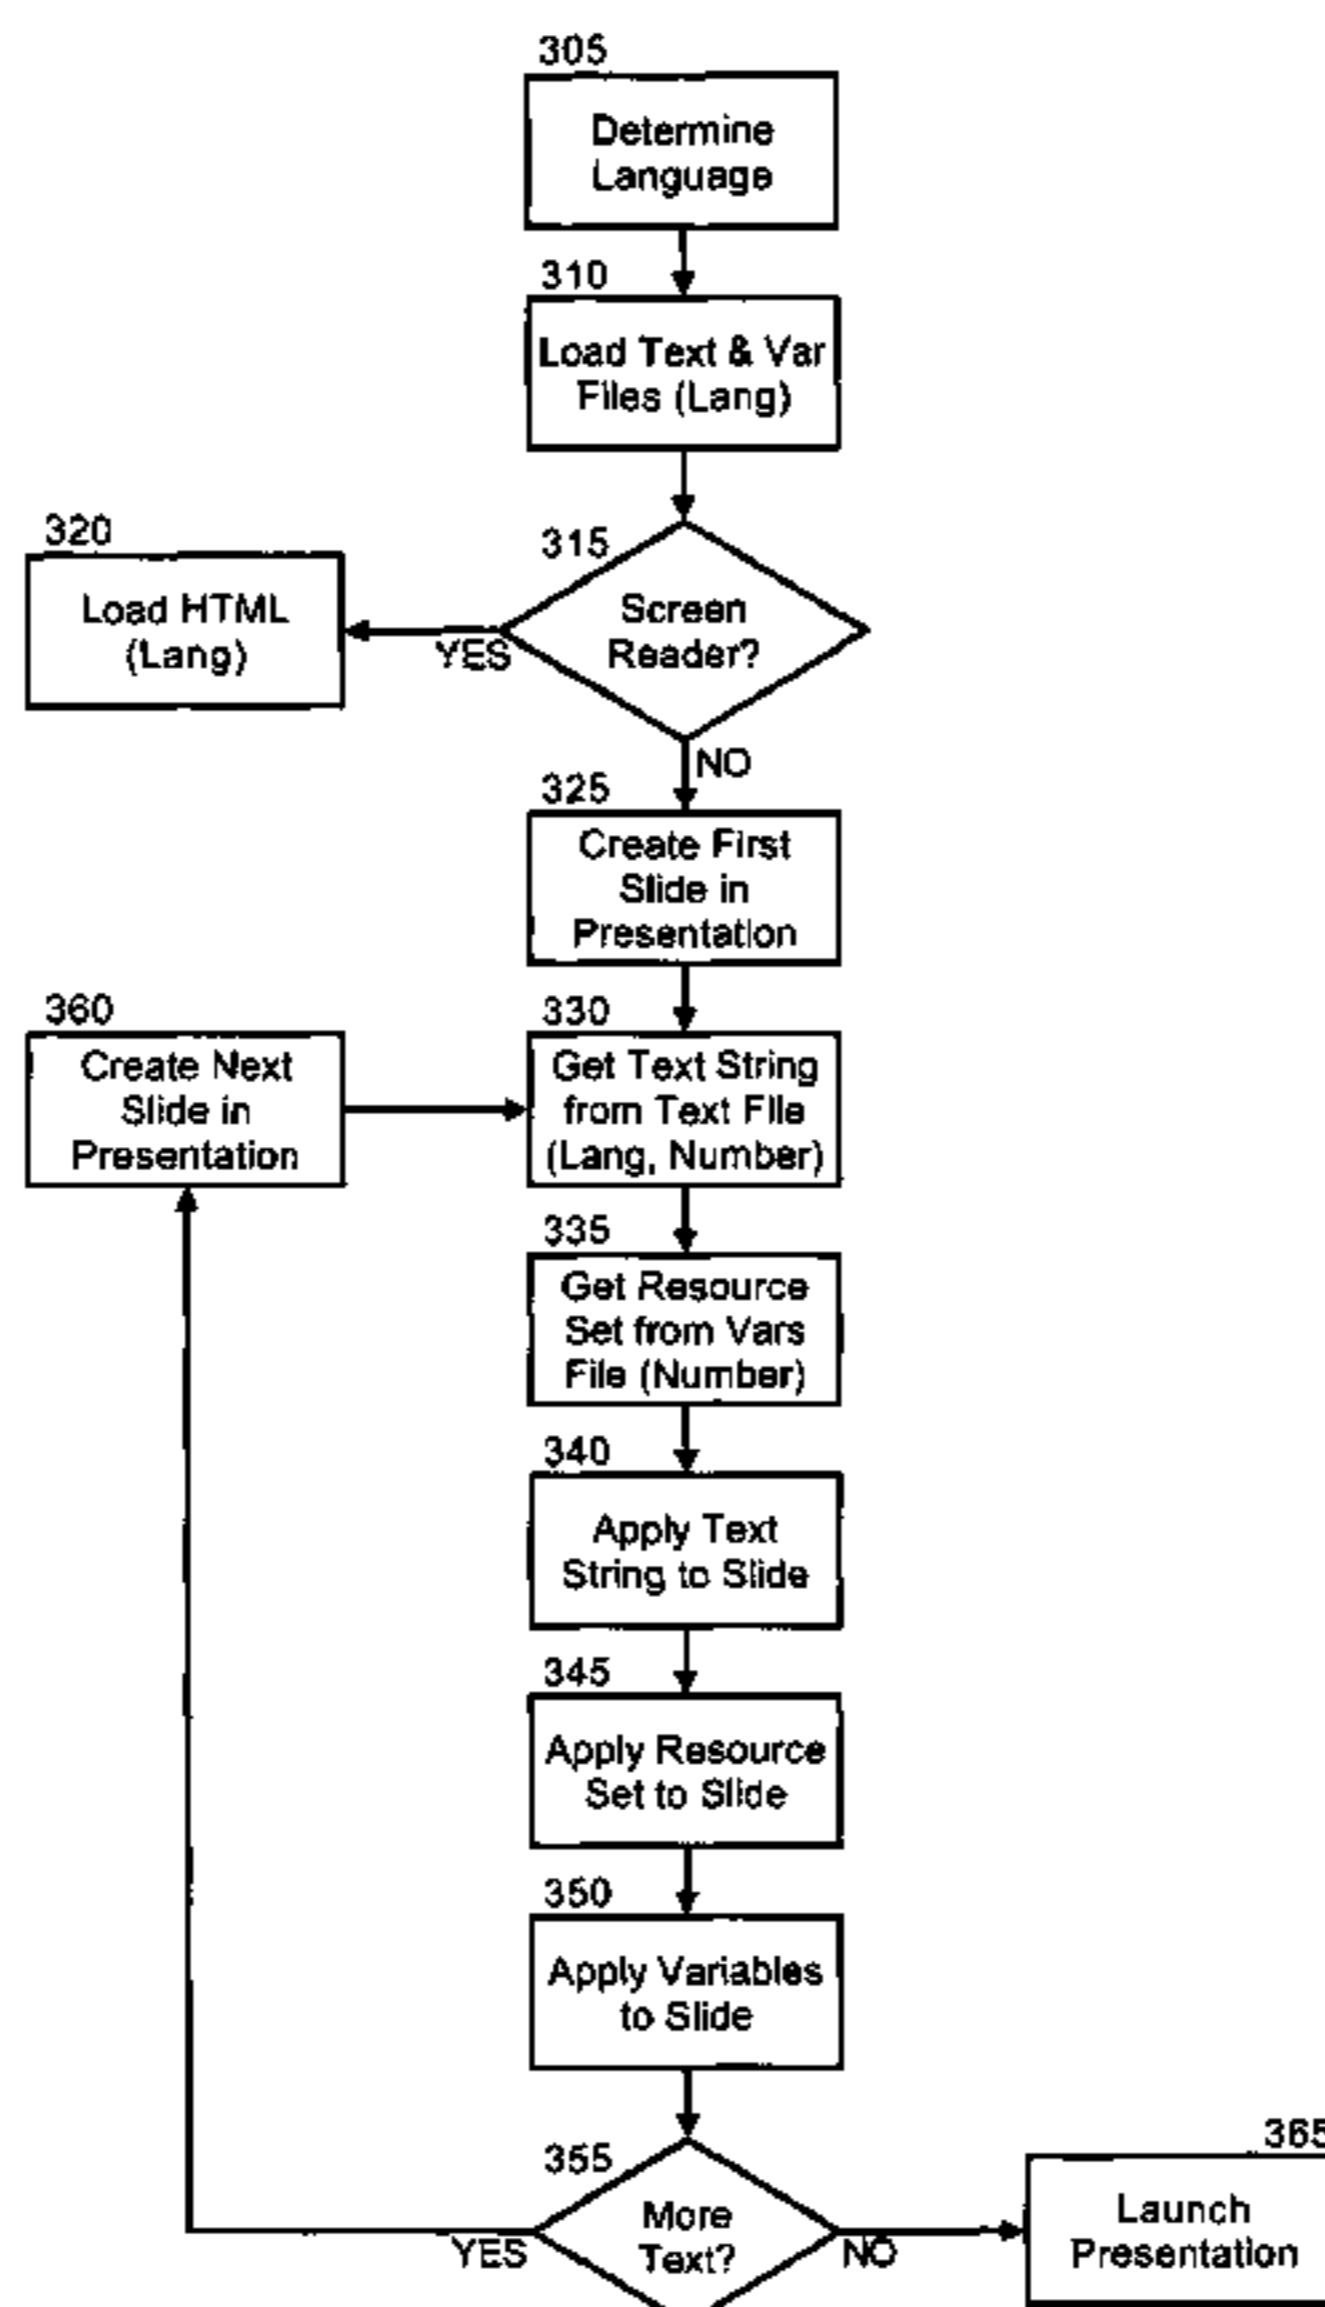 305
Determine
Language
310
Load Text & Var
Files (Lang)
320
Load HTML
(Lang)
315
Screen
Reader?
YES
NO
325
Create First
Slide in
Presentation
360
Create Next
Slide in
Presentation
330
Get Text String
from Text File
(Lang, Number)
335
Get Resource
Set from Vars
File (Number)
340
Apply Text
String to Slide
345
Apply Resource
Set to Slide
350
Apply Variables
to Slide
355
More
Text?
YES
NO
365
Launch
Presentation